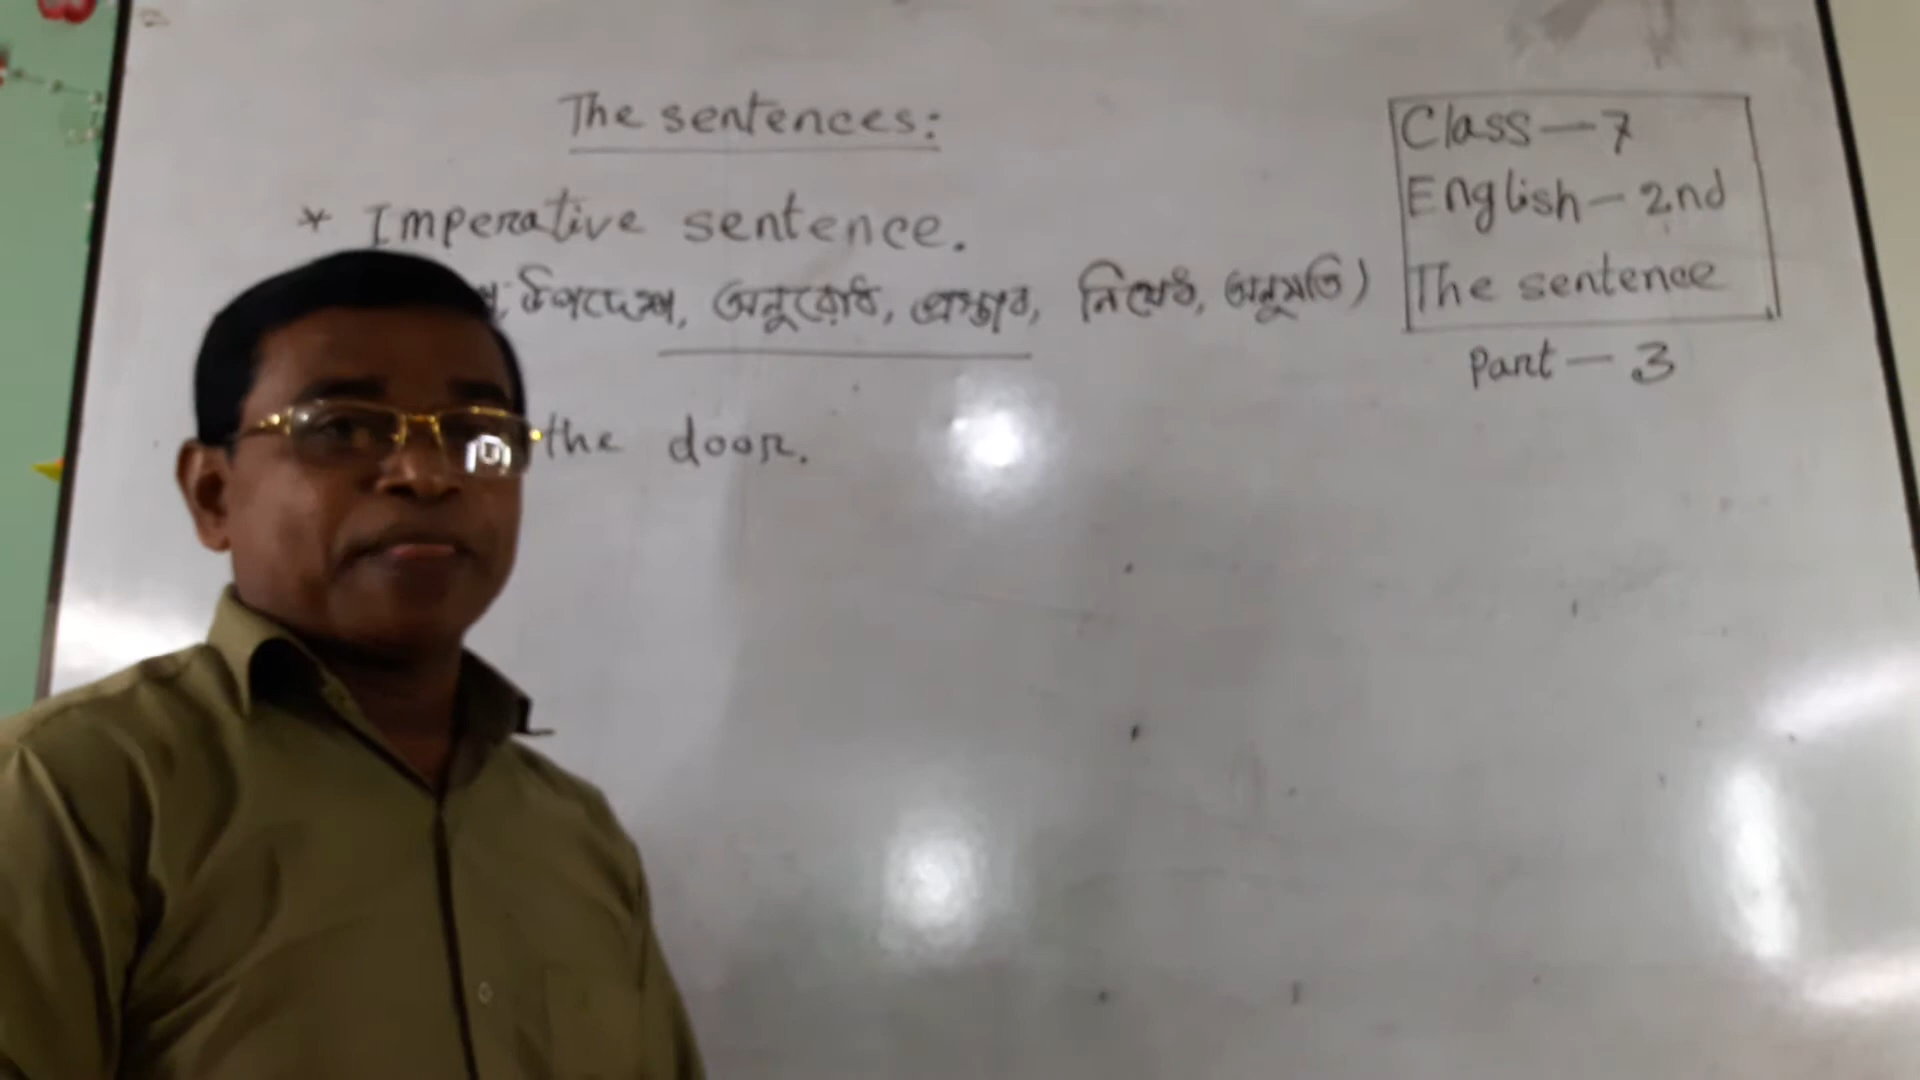 The sentences:
* Imperative sentence.
উপদেশ, অনুরোধ, প্রস্তাব, নিষেধ, অনুমতি)
the door.
Class — 7
English — 2nd
The sentence
Part — 3